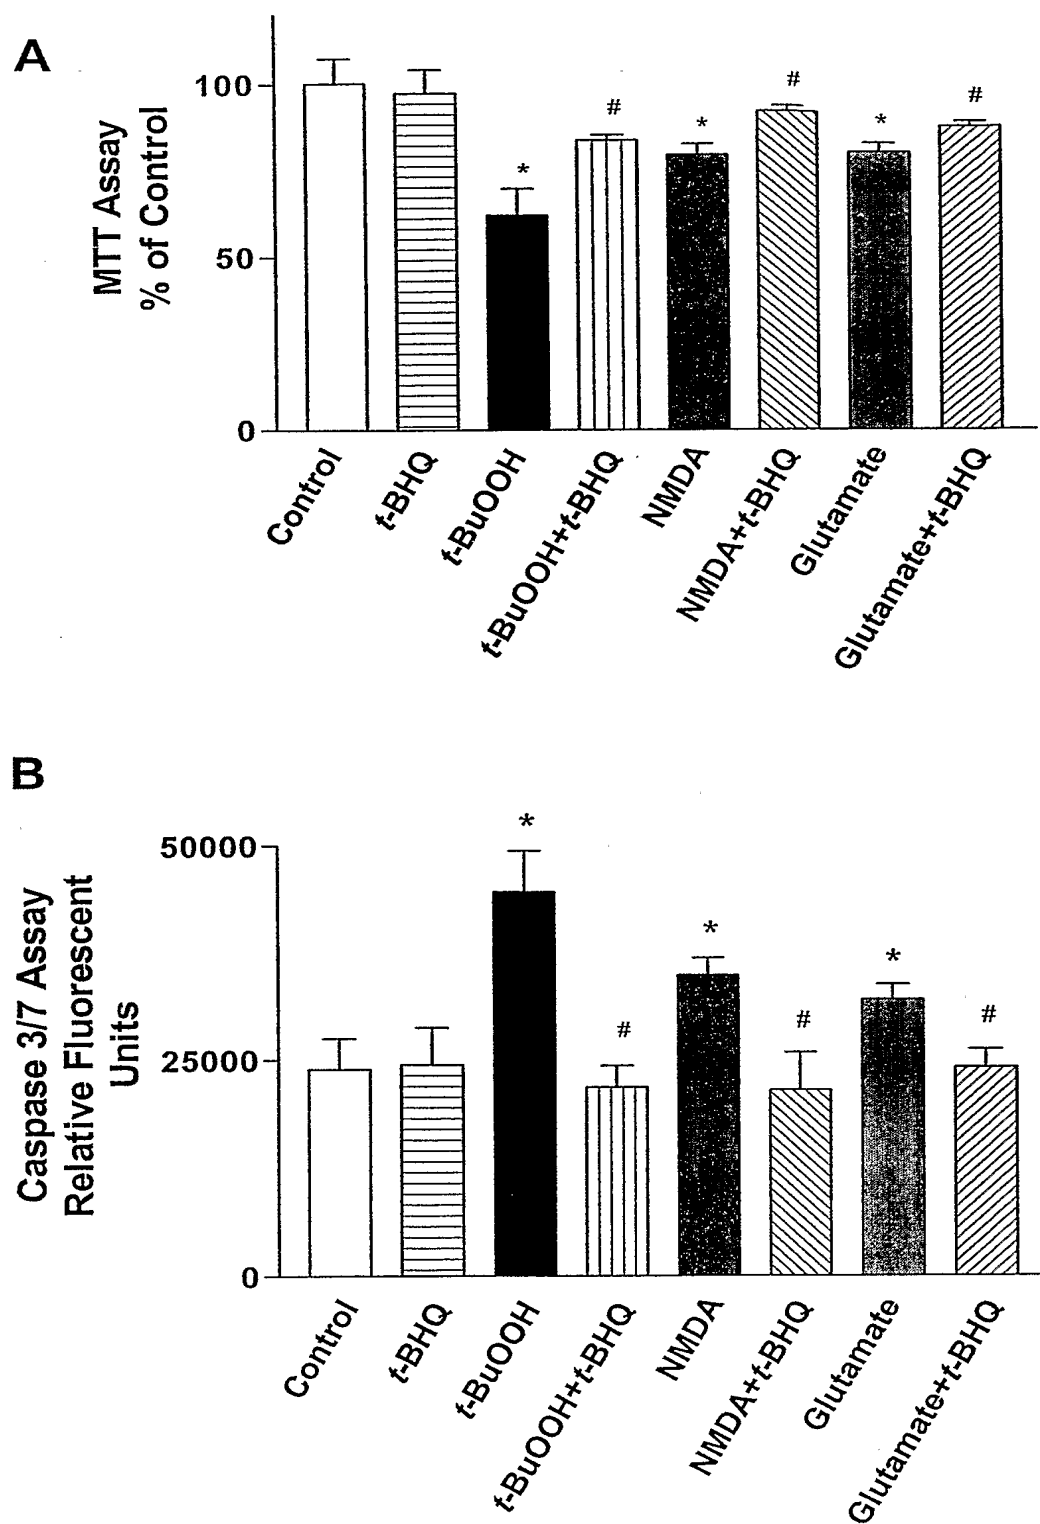 A
MTT Assay
% of Control
100
50
0
*
#
*
#
*
#
Control
t-BHQ
t-BuOOH
t-BuOOH+t-BHQ
NMDA
NMDA+t-BHQ
Glutamate
Glutamate+t-BHQ
B
Caspase 3/7 Assay
Relative Fluorescent
Units
50000
25000
0
*
#
*
#
*
#
Control
t-BHQ
t-BuOOH
t-BuOOH+t-BHQ
NMDA
NMDA+t-BHQ
Glutamate
Glutamate+t-BHQ